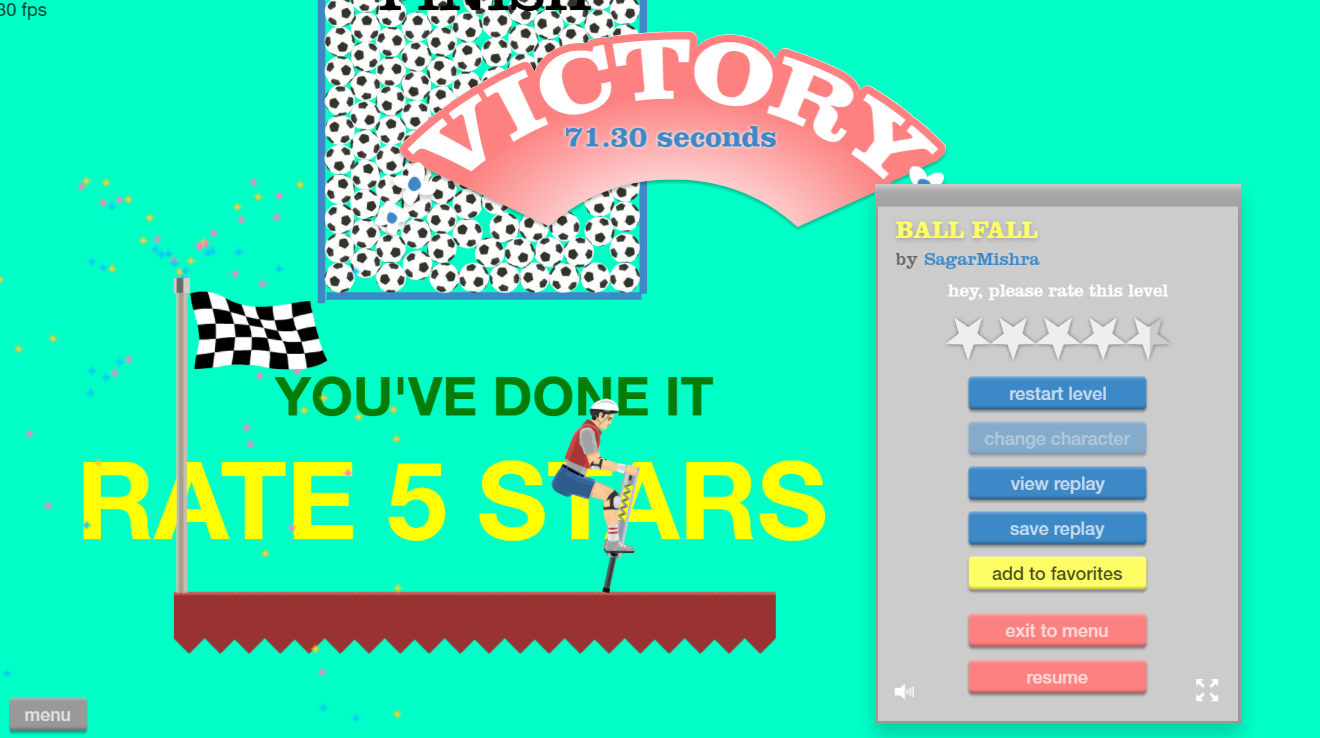 30 fps
FINISH
VICTORY
71.30 seconds
BALL FALL
by SagarMishra
hey, please rate this level
YOU'VE DONE IT
RATE 5 STARS
restart level
change character
view replay
save replay
add to favorites
exit to menu
resume
menu